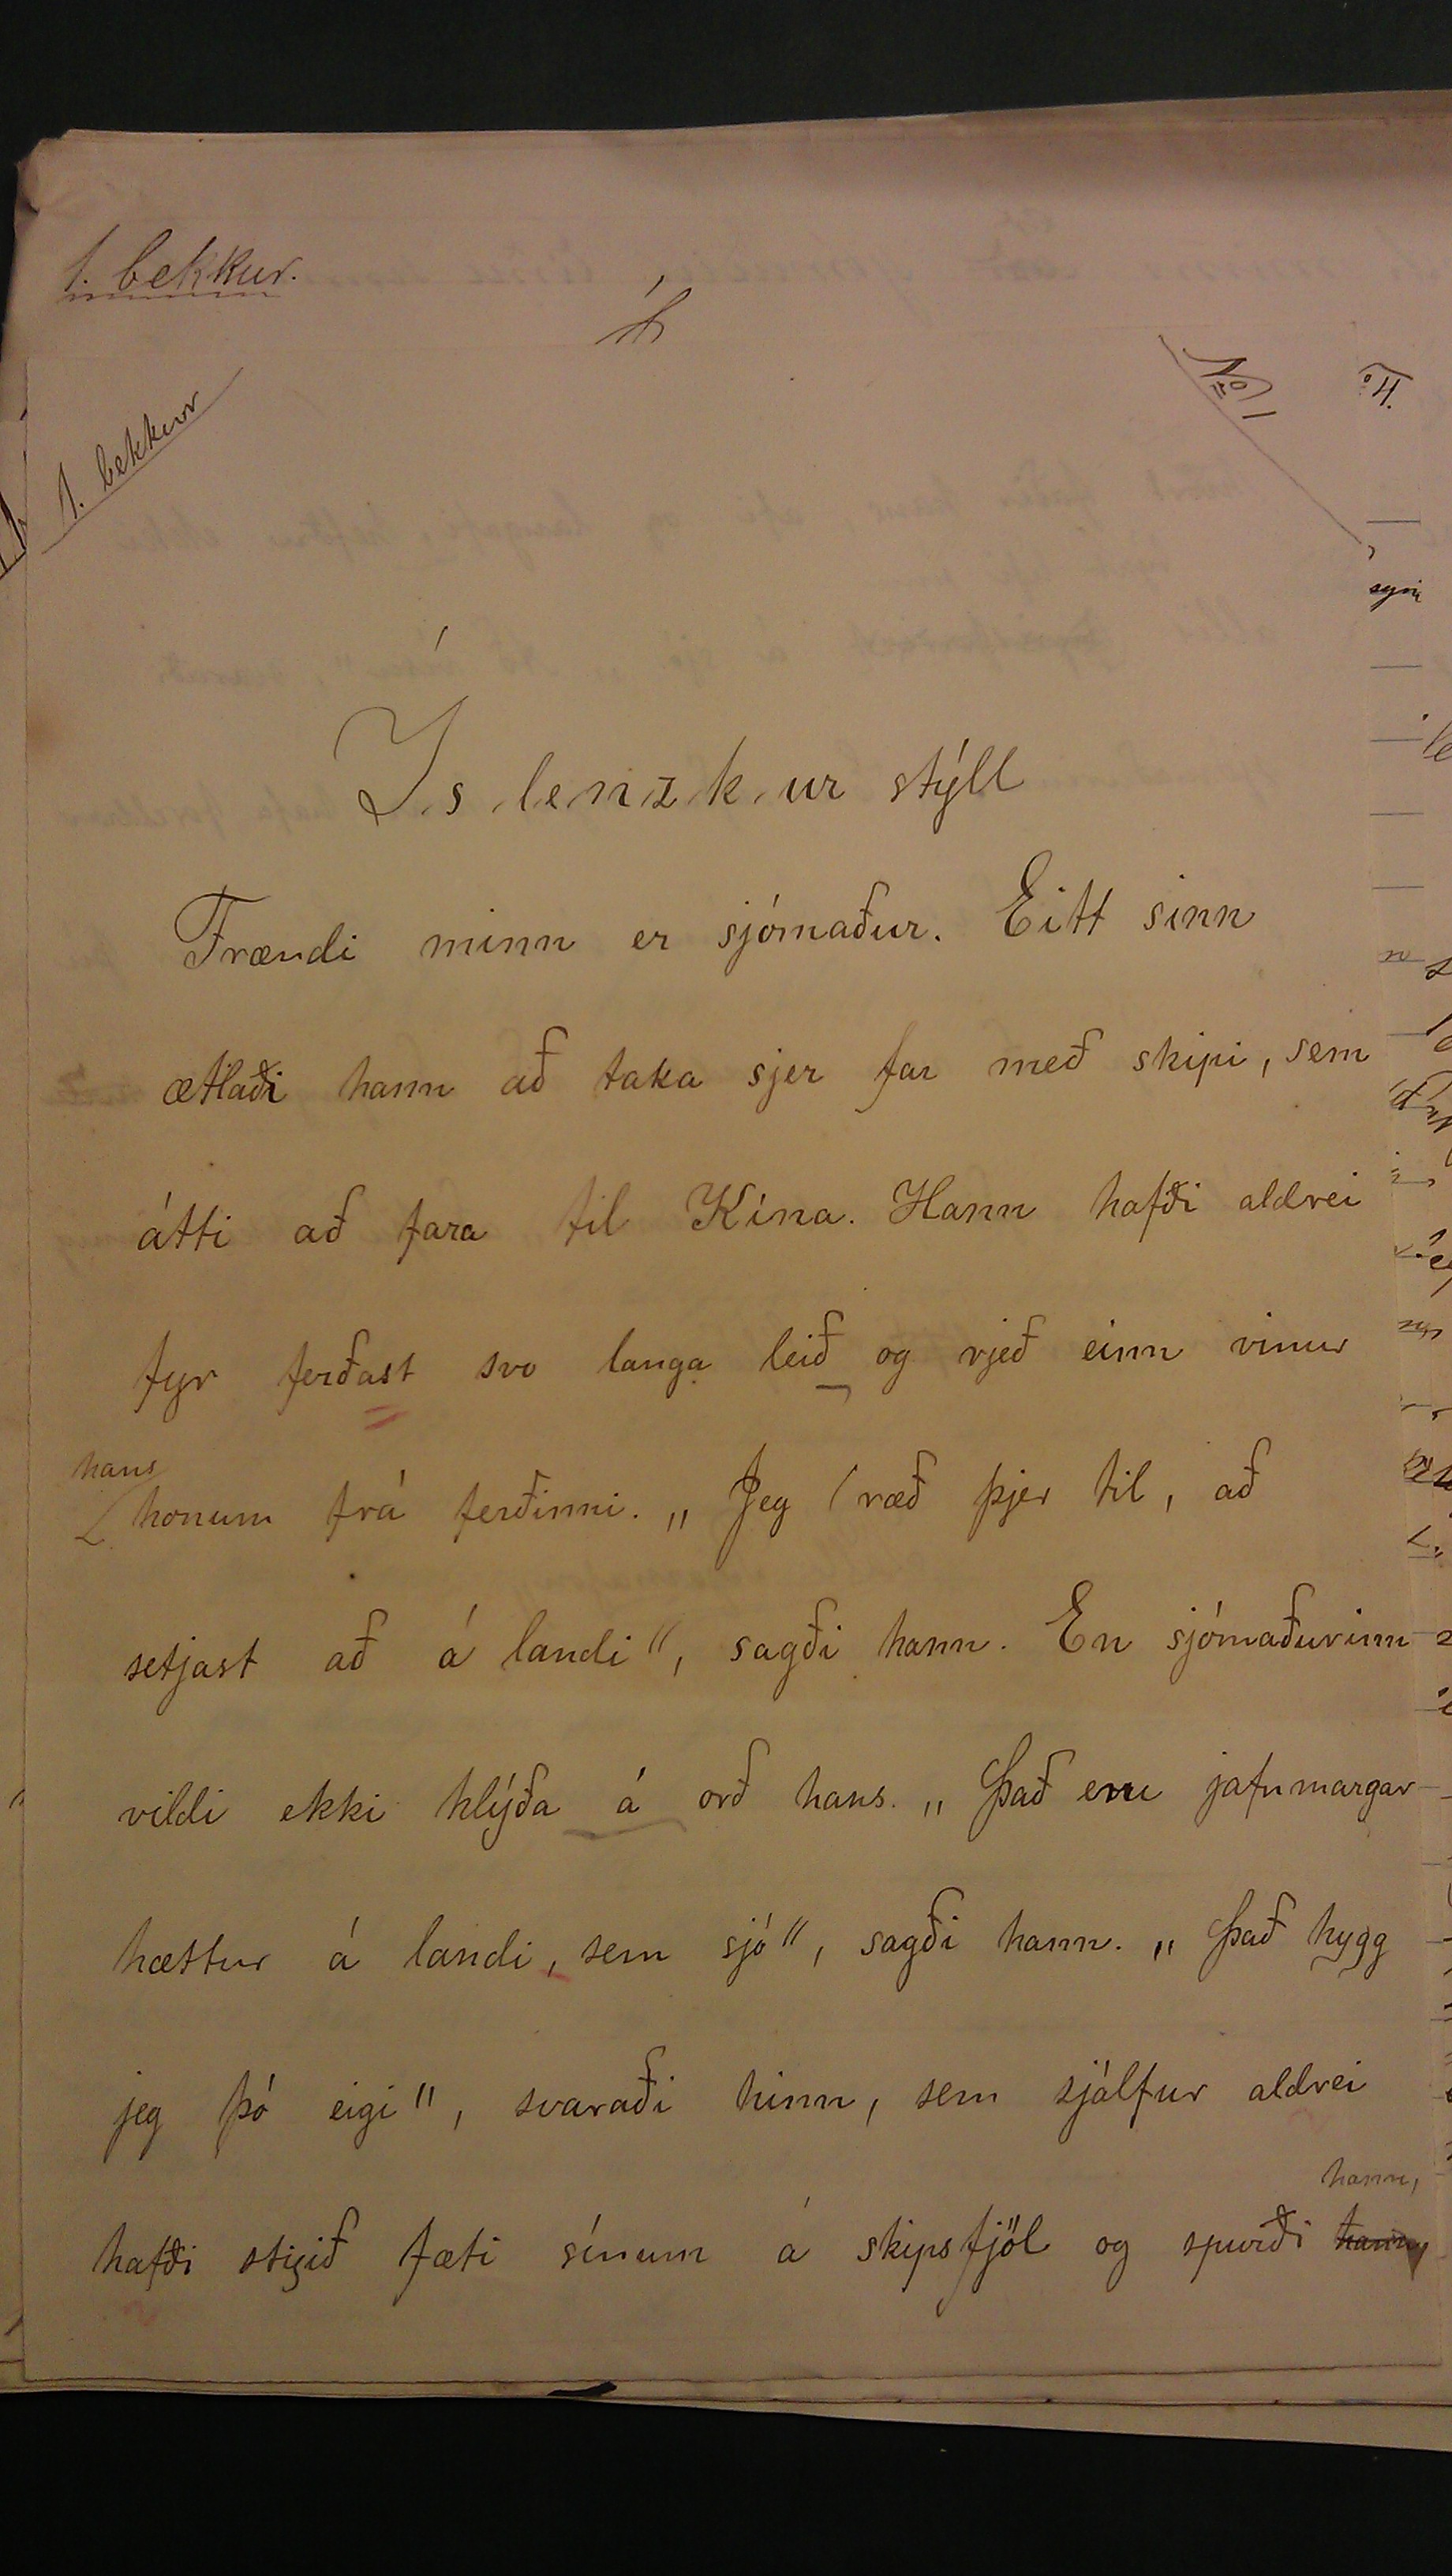 1. bekkur.
1. bekkur
No 1
Íslenzkur stýll
Frændi minn er sjómaður. Eitt sinn
ætlaði hann að taka sjer far með skipi, sem
átti að fara til Kína. Hann hafði aldrei
fyr ferðast svo langa leið og rjeð einn vinur
hans
honum frá ferðinni. „Jeg ræð þjer til, að
setjast að á landi“, sagði hann. En sjómaðurinn
vildi ekki hlýða á orð hans. „Það eru jafnmargar
hættur á landi, sem sjó“, sagði hann. „Það hygg
jeg þó eigi“, svaraði hinn, sem sjálfur aldrei
hann,
hafði stigið fæti sínum á skipsfjöl og spurði hann,